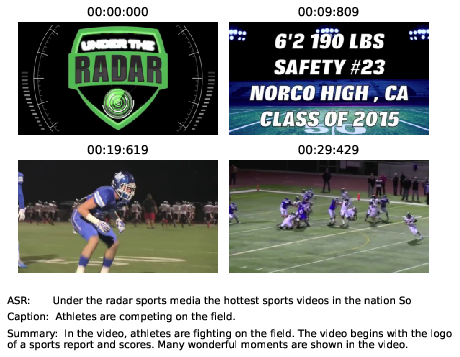 00:00:000
00:09:809
UNDER THE
RADAR
6'2 190 LBS
SAFETY #23
NORCO HIGH , CA
CLASS OF 2015
00:19:619
00:29:429
ASR: Under the radar sports media the hottest sports videos in the nation So
Caption: Athletes are competing on the field.
Summary: In the video, athletes are fighting on the field. The video begins with the logo
of a sport report and scores. Many wonderful moments are shown in the video.